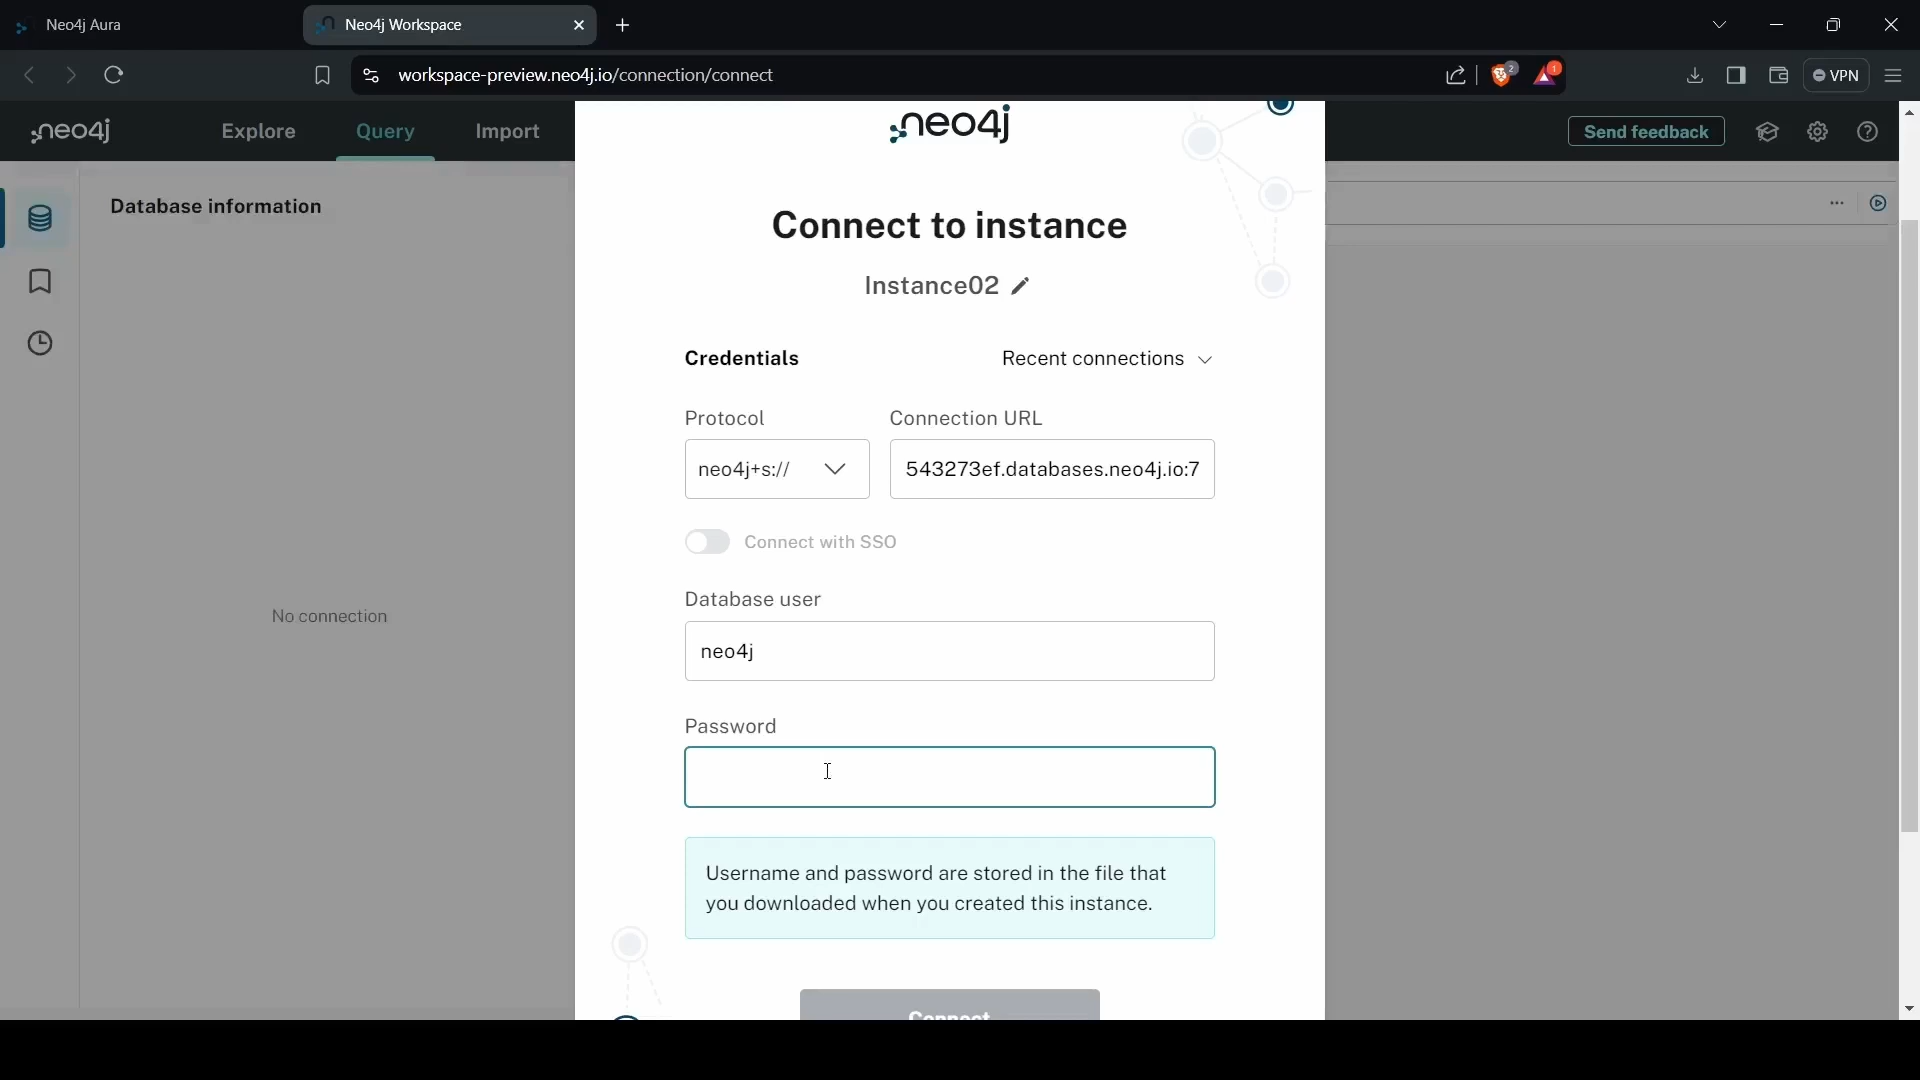 Neo4j Aura
Neo4j Workspace
workspace-preview.neo4j.io/connection/connect
2
1
VPN
neo4j
Explore
Query
Import
neo4j
Send feedback
Database information
Connect to instance
Instance02
Credentials
Recent connections
Protocol
Connection URL
neo4j+s://
543273ef.databases.neo4j.io:7
Connect with SSO
Database user
No connection
neo4j
Password
Username and password are stored in the file that
you downloaded when you created this instance.
Connect